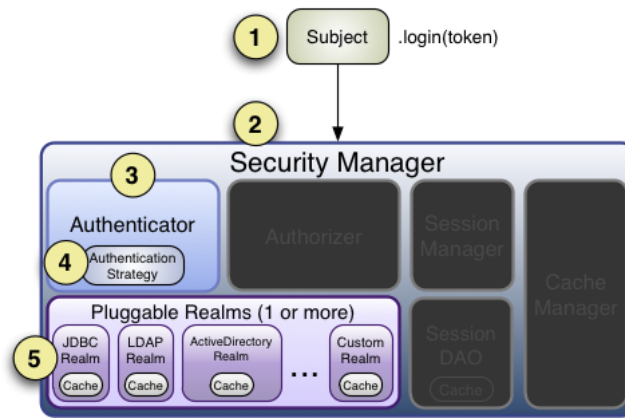 1
Subject
.login(token)
2
Security Manager
3
Authenticator
4
Authentication
Strategy
Authorizer
Session
Manager
Cache
Manager
Pluggable Realms (1 or more)
5
JDBC
Realm
Cache
LDAP
Realm
Cache
ActiveDirectory
Realm
Cache
...
Custom
Realm
Cache
Session
DAO
Cache